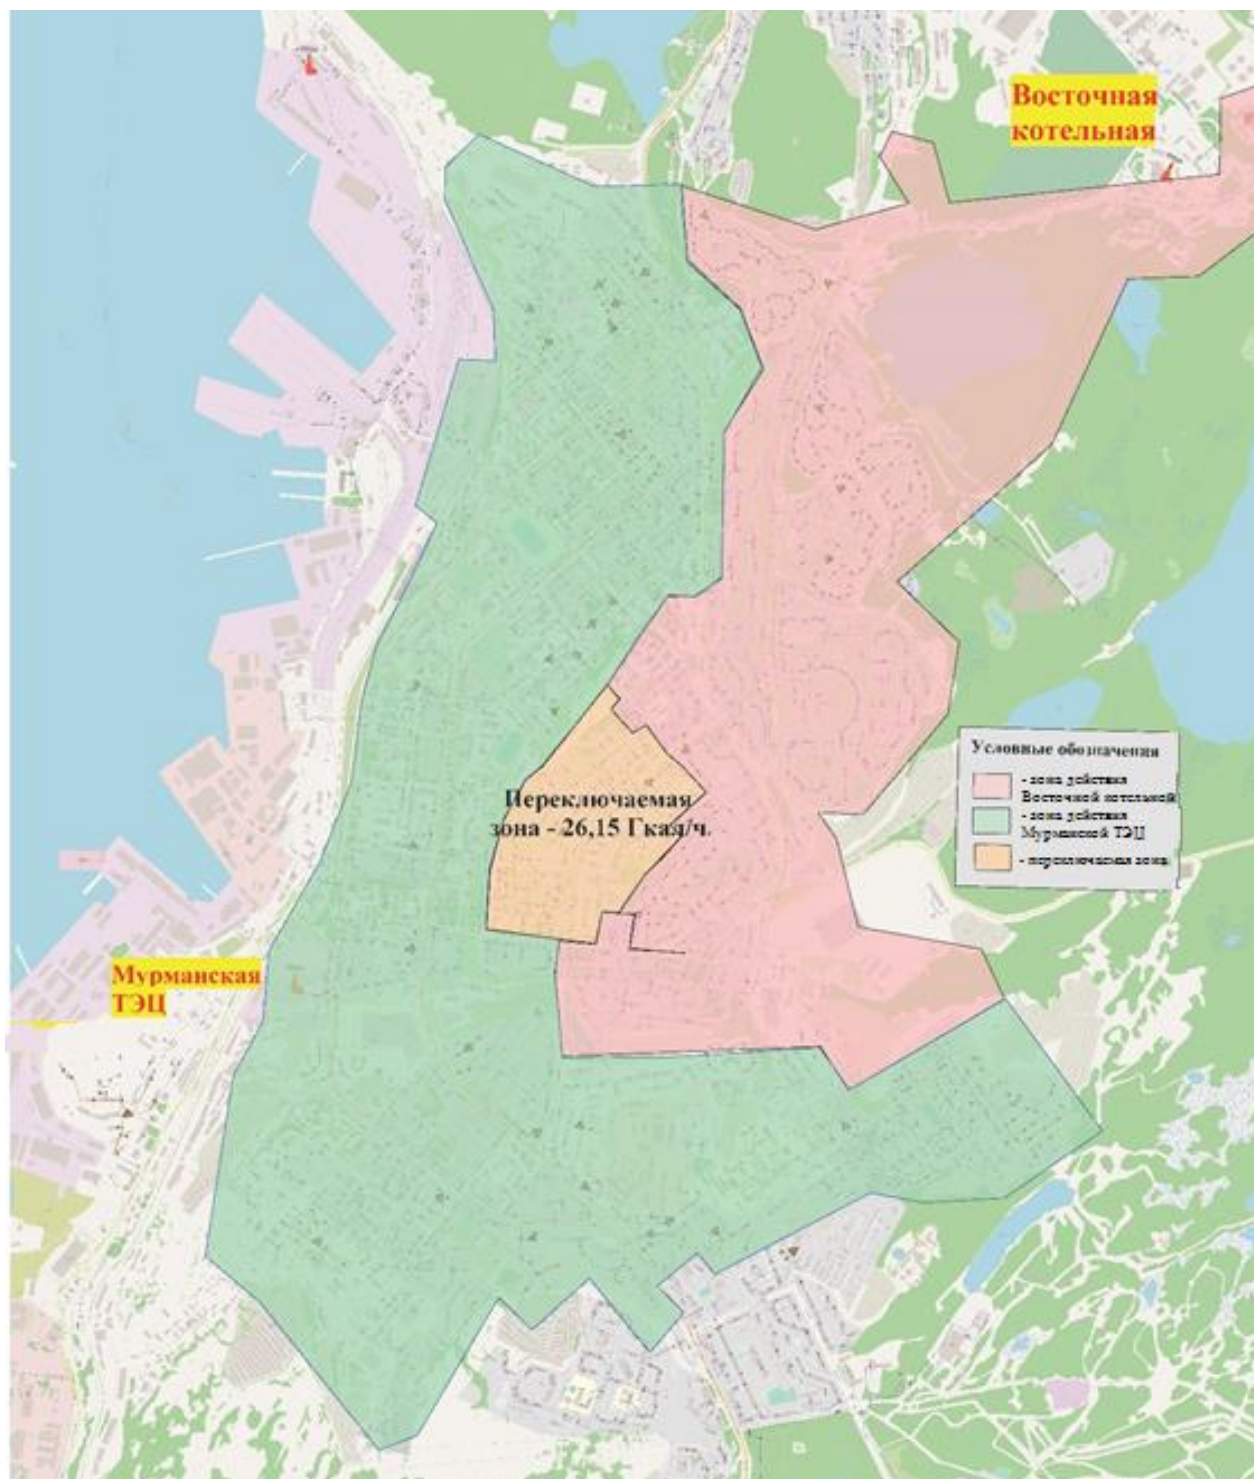 Восточная
котельная
Условные обозначения
- зона действия
Восточной котельной
- зона действия
Мурманской ТЭЦ
- переключаемая зона
Переключаемая
зона - 26,15 Гкал/ч.
Мурманская
ТЭЦ